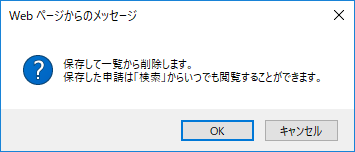 Web ページからのメッセージ
保存して一覧から削除します。
保存した申請は「検索」からいつでも閲覧することができます。
OK
キャンセル